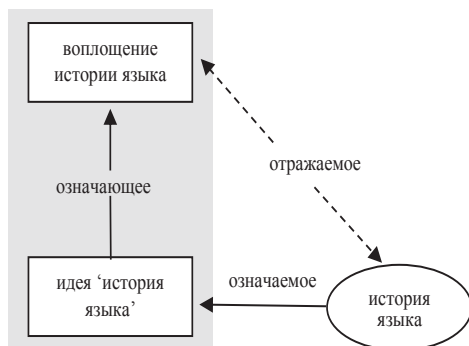 воплощение
истории языка
отражаемое
означающее
идея ‘история
языка’
означаемое
история
языка